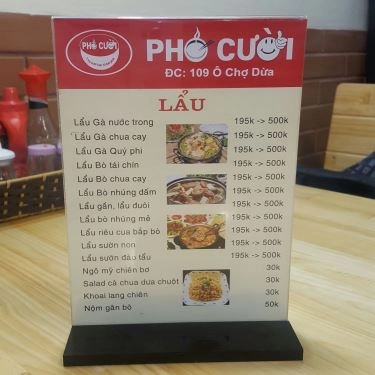 PHỞ CƯỜI
PHỞ CƯỜI
ĐC: 109 Ô Chợ Dừa
LẨU
Lẩu Gà nước trong 195k -> 500k
Lẩu Gà chua cay 195k -> 500k
Lẩu Gà Quý phi 195k -> 500k
Lẩu Bò tái chín 195k -> 500k
Lẩu Bò chua cay 195k -> 500k
Lẩu Bò nhúng dấm 195k -> 500k
Lẩu gần, lẩu đuôi 195k -> 500k
Lẩu bò nhúng mẻ 195k -> 500k
Lẩu riêu cua bắp bò 195k -> 500k
Lẩu sườn non 195k -> 500k
Lẩu sườn đào tẩu 195k -> 500k
Ngô mỹ chiên bơ 30k
Salad cà chua dưa chuột 30k
Khoai lang chiên 30k
Nộm gân bò 50k